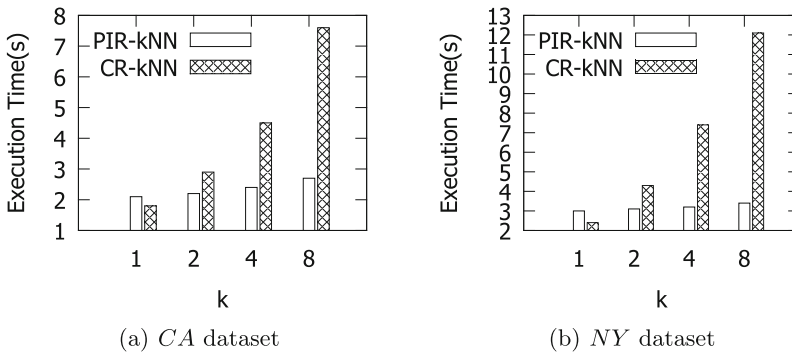 Execution Time(s)
8
7
6
5
4
3
2
1
PIR-kNN
CR-kNN
1 2 4 8
k
(a) CA dataset
Execution Time(s)
13
12
11
10
9
8
7
6
5
4
3
2
PIR-kNN
CR-kNN
1 2 4 8
k
(b) NY dataset